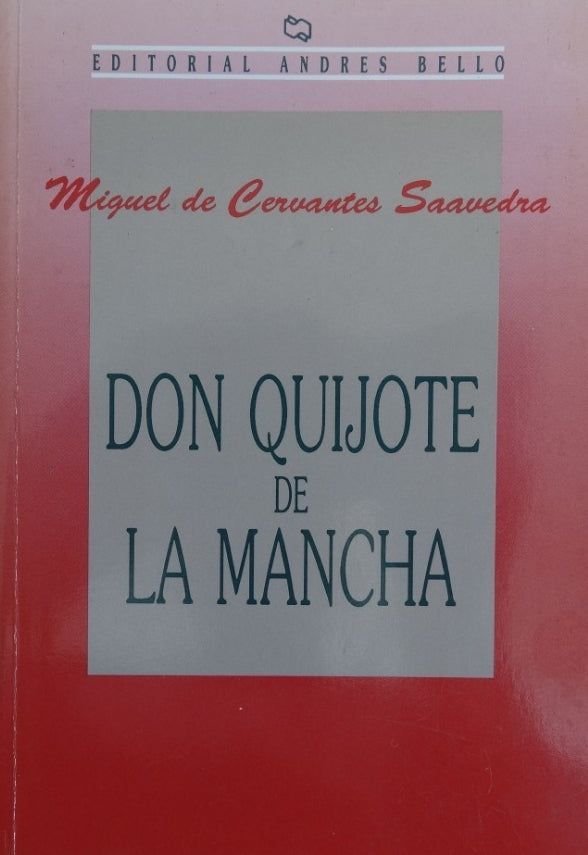 EDITORIAL ANDRES BELLO
Miguel de Cervantes Saavedra
DON QUIJOTE
DE
LA MANCHA